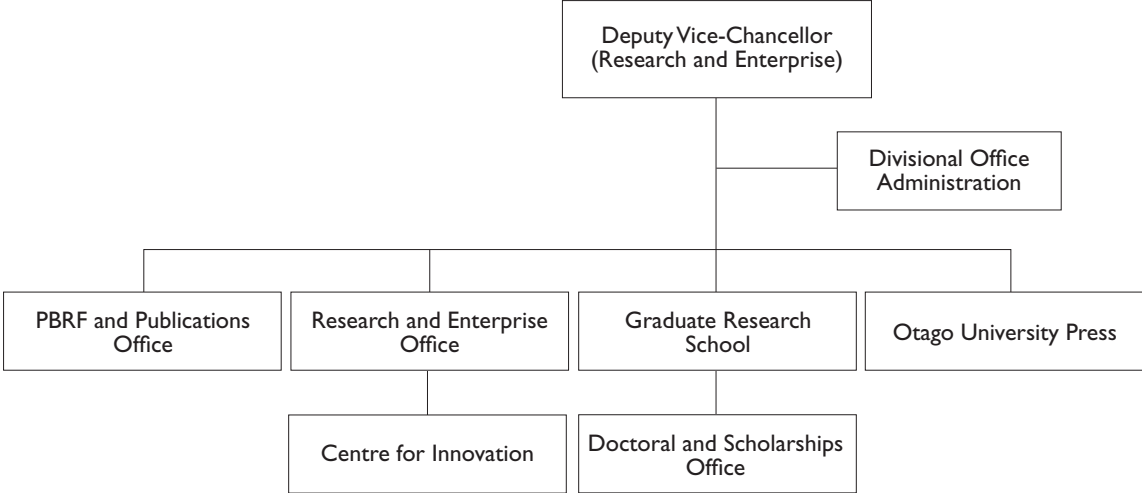 Deputy Vice-Chancellor
(Research and Enterprise)
Divisional Office
Administration
PBRF and Publications
Office
Research and Enterprise
Office
Graduate Research
School
Otago University Press
Centre for Innovation
Doctoral and Scholarships
Office